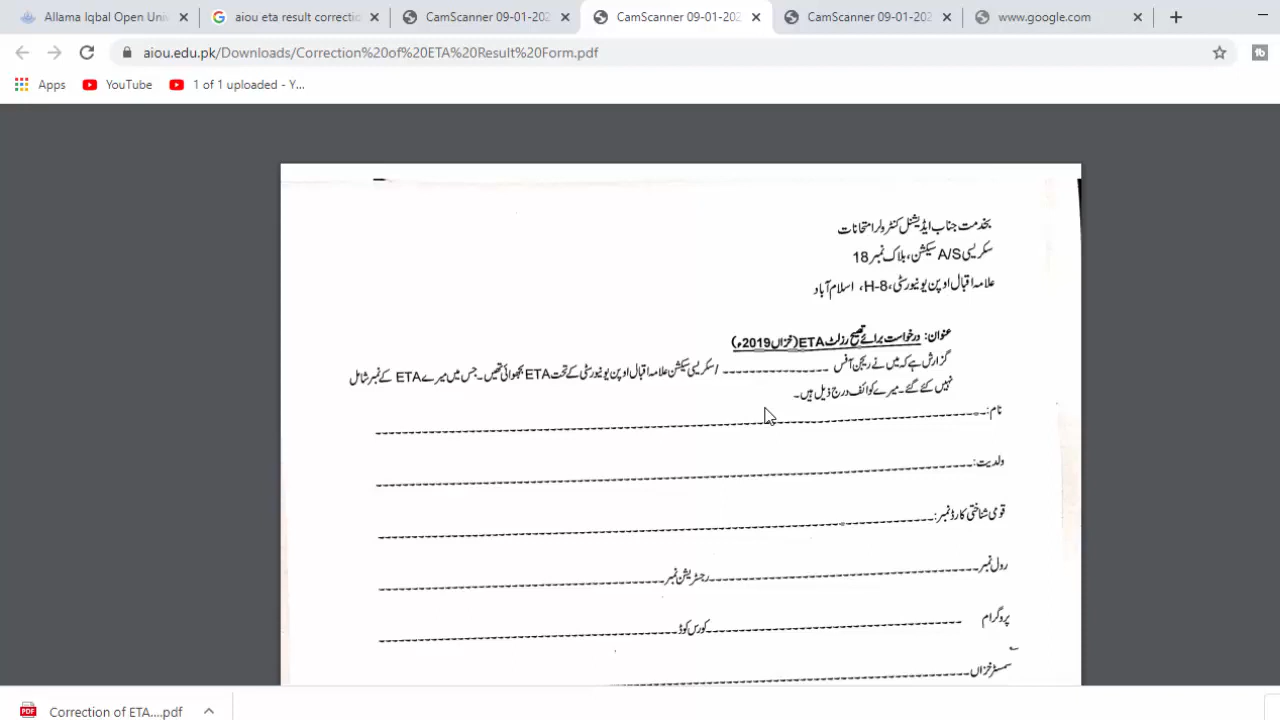 Allama Iqbal Open Univ
aiou eta result correction
CamScanner 09-01-202
CamScanner 09-01-202
CamScanner 09-01-202
www.google.com
aiou.edu.pk/Downloads/Correction%20of%20ETA%20Result%20Form.pdf
Apps
YouTube
1 of 1 uploaded - Y...
بخدمت جناب ایڈیشنل کنٹرولر امتحانات
سکریسی A/S سیکشن، بلاک نمبر 18
علامہ اقبال اوپن یونیورسٹی، H-8، اسلام آباد
عنوان: درخواست برائے تصحیح رزلٹ ETA (خزاں 2019ء)
گزارش ہے کہ میں نے ریجن آفس ---------------- / سکریسی سیکشن علامہ اقبال اوپن یونیورسٹی کے تحت ETA بھجوائی تھیں۔ جس میں میرے ETA کے نمبر شامل
نہیں کئے گئے۔ میرے کوائف درج ذیل ہیں۔
نام:
ولدیت:
قومی شناختی کارڈ نمبر:
رول نمبر رجسٹریشن نمبر
پروگرام کورس کوڈ
سمسٹر خزاں
PDF Correction of ETA....pdf